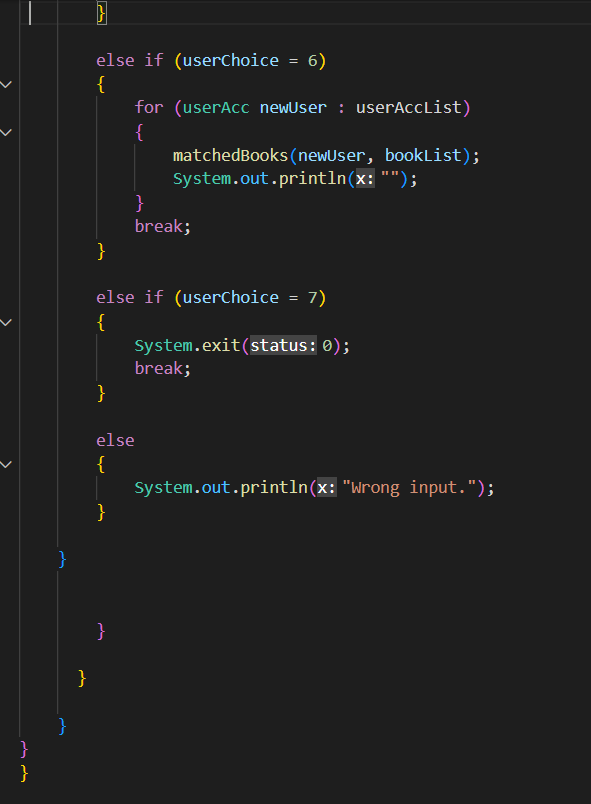 }
else if (userChoice = 6)
{
for (userAcc newUser : userAccList)
{
matchedBooks(newUser, bookList);
System.out.println(x: "");
}
break;
}
else if (userChoice = 7)
{
System.exit(status: 0);
break;
}
else
{
System.out.println(x: "Wrong input.");
}
}
}
}
}
}
}